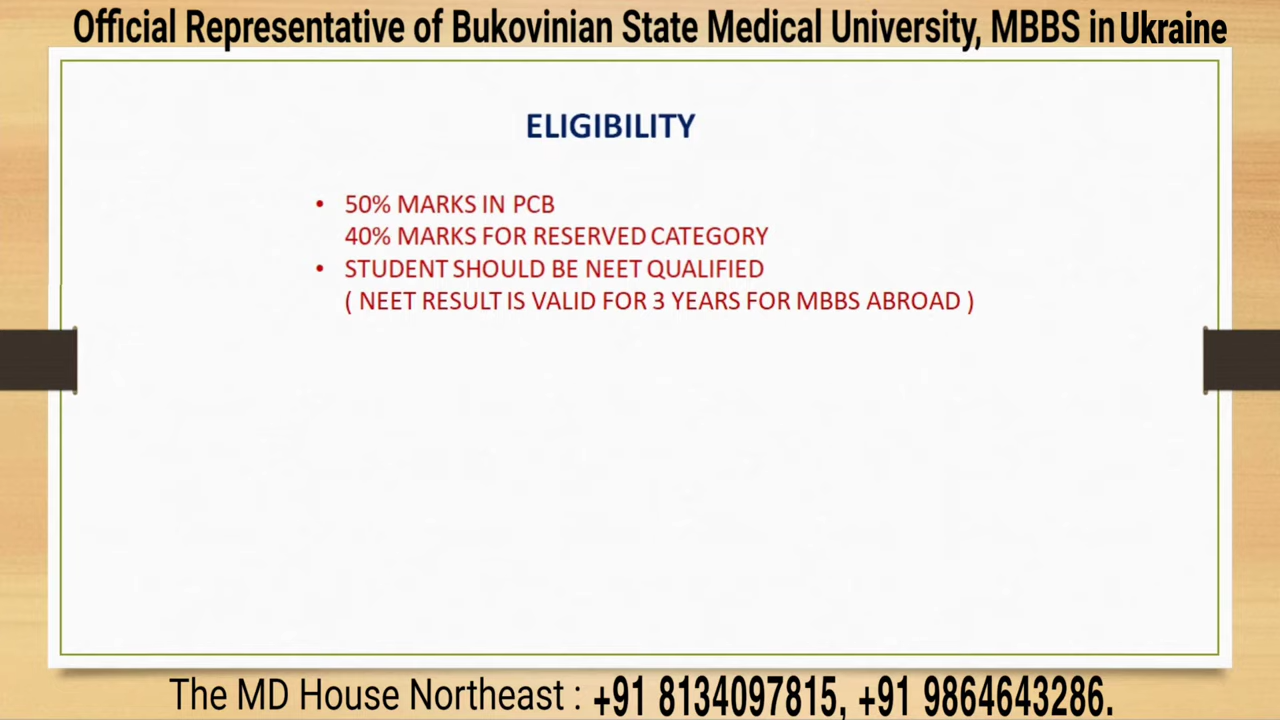 Official Representative of Bukovinian State Medical University, MBBS in Ukraine
ELIGIBILITY
• 50% MARKS IN PCB
40% MARKS FOR RESERVED CATEGORY
• STUDENT SHOULD BE NEET QUALIFIED
( NEET RESULT IS VALID FOR 3 YEARS FOR MBBS ABROAD )
The MD House Northeast : +91 8134097815, +91 9864643286.